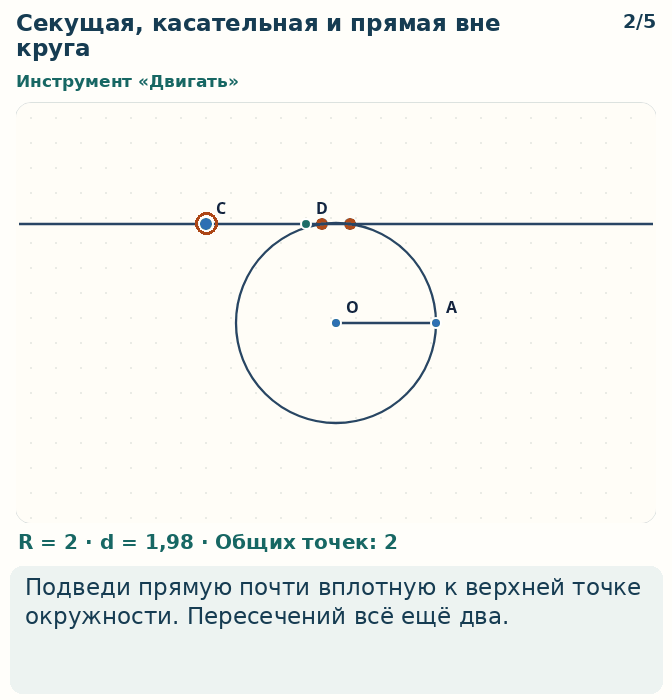 Секущая, касательная и прямая вне
круга
2/5
Инструмент «Двигать»
C
D
O
A
R = 2 · d = 1,98 · Общих точек: 2
Подведи прямую почти вплотную к верхней точке
окружности. Пересечений всё ещё два.